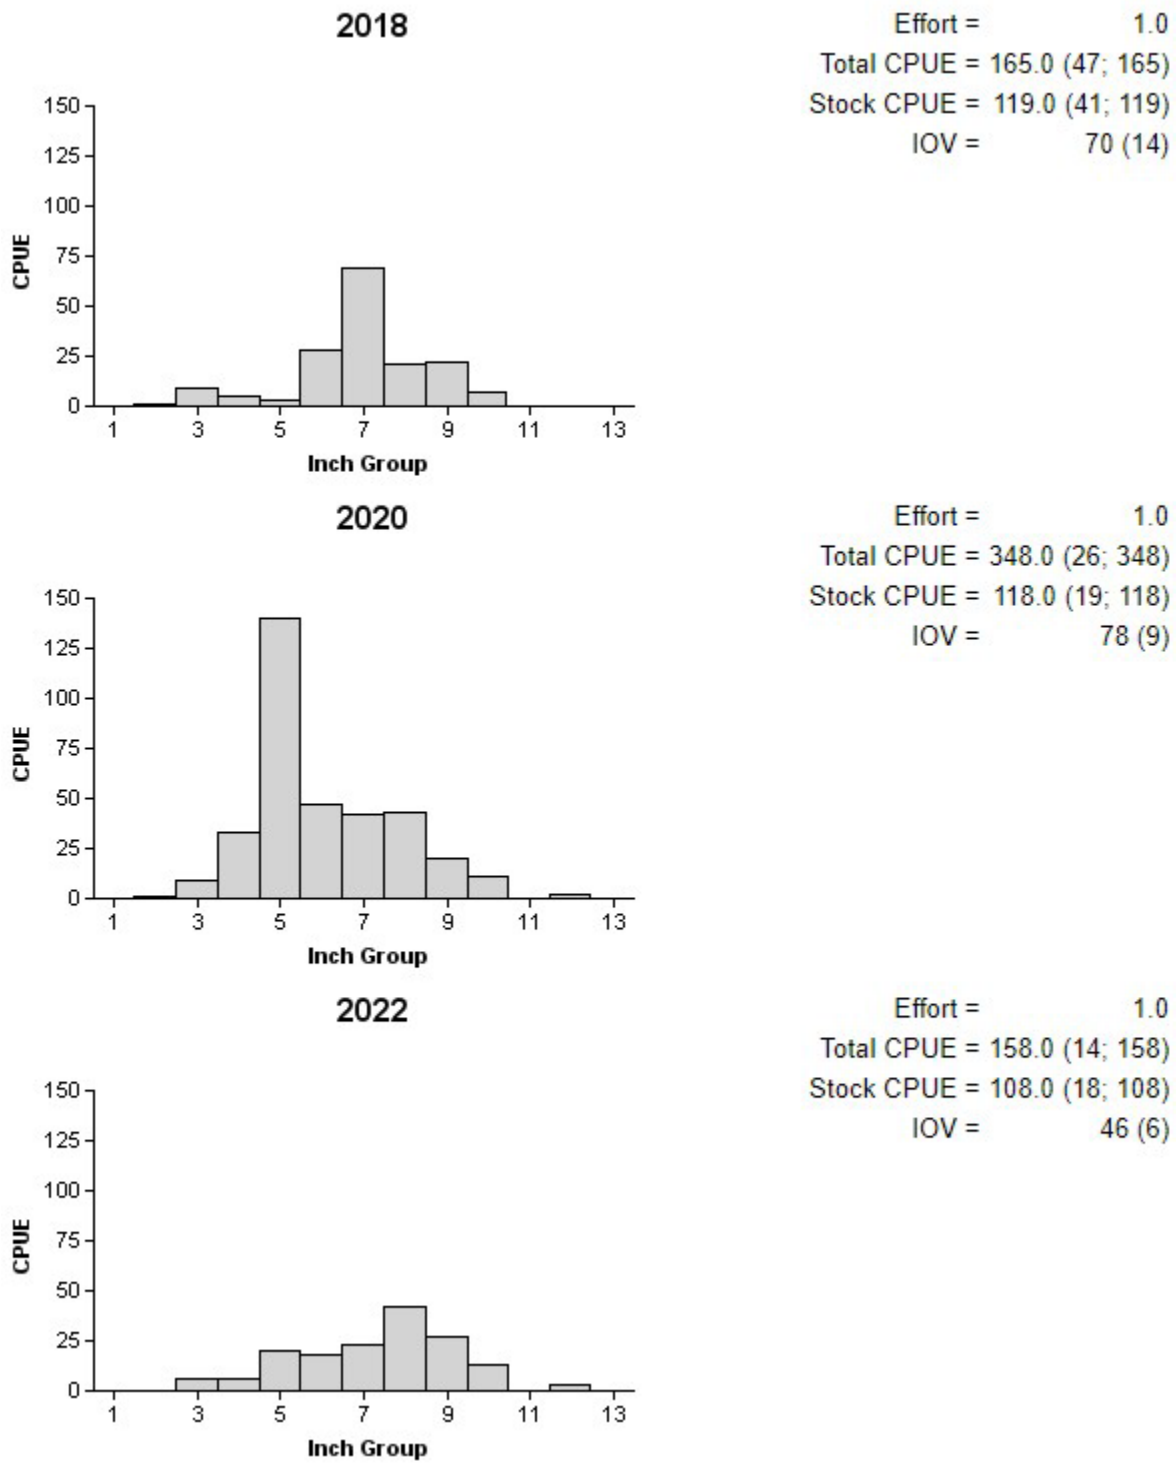 2018
Effort = 1.0
Total CPUE = 165.0 (47; 165)
Stock CPUE = 119.0 (41; 119)
IOV = 70 (14)
150
125
100
75
50
25
0
CPUE
1 3 5 7 9 11 13
Inch Group
2020
Effort = 1.0
Total CPUE = 348.0 (26; 348)
Stock CPUE = 118.0 (19; 118)
IOV = 78 (9)
150
125
100
75
50
25
0
CPUE
1 3 5 7 9 11 13
Inch Group
2022
Effort = 1.0
Total CPUE = 158.0 (14; 158)
Stock CPUE = 108.0 (18; 108)
IOV = 46 (6)
150
125
100
75
50
25
0
CPUE
1 3 5 7 9 11 13
Inch Group